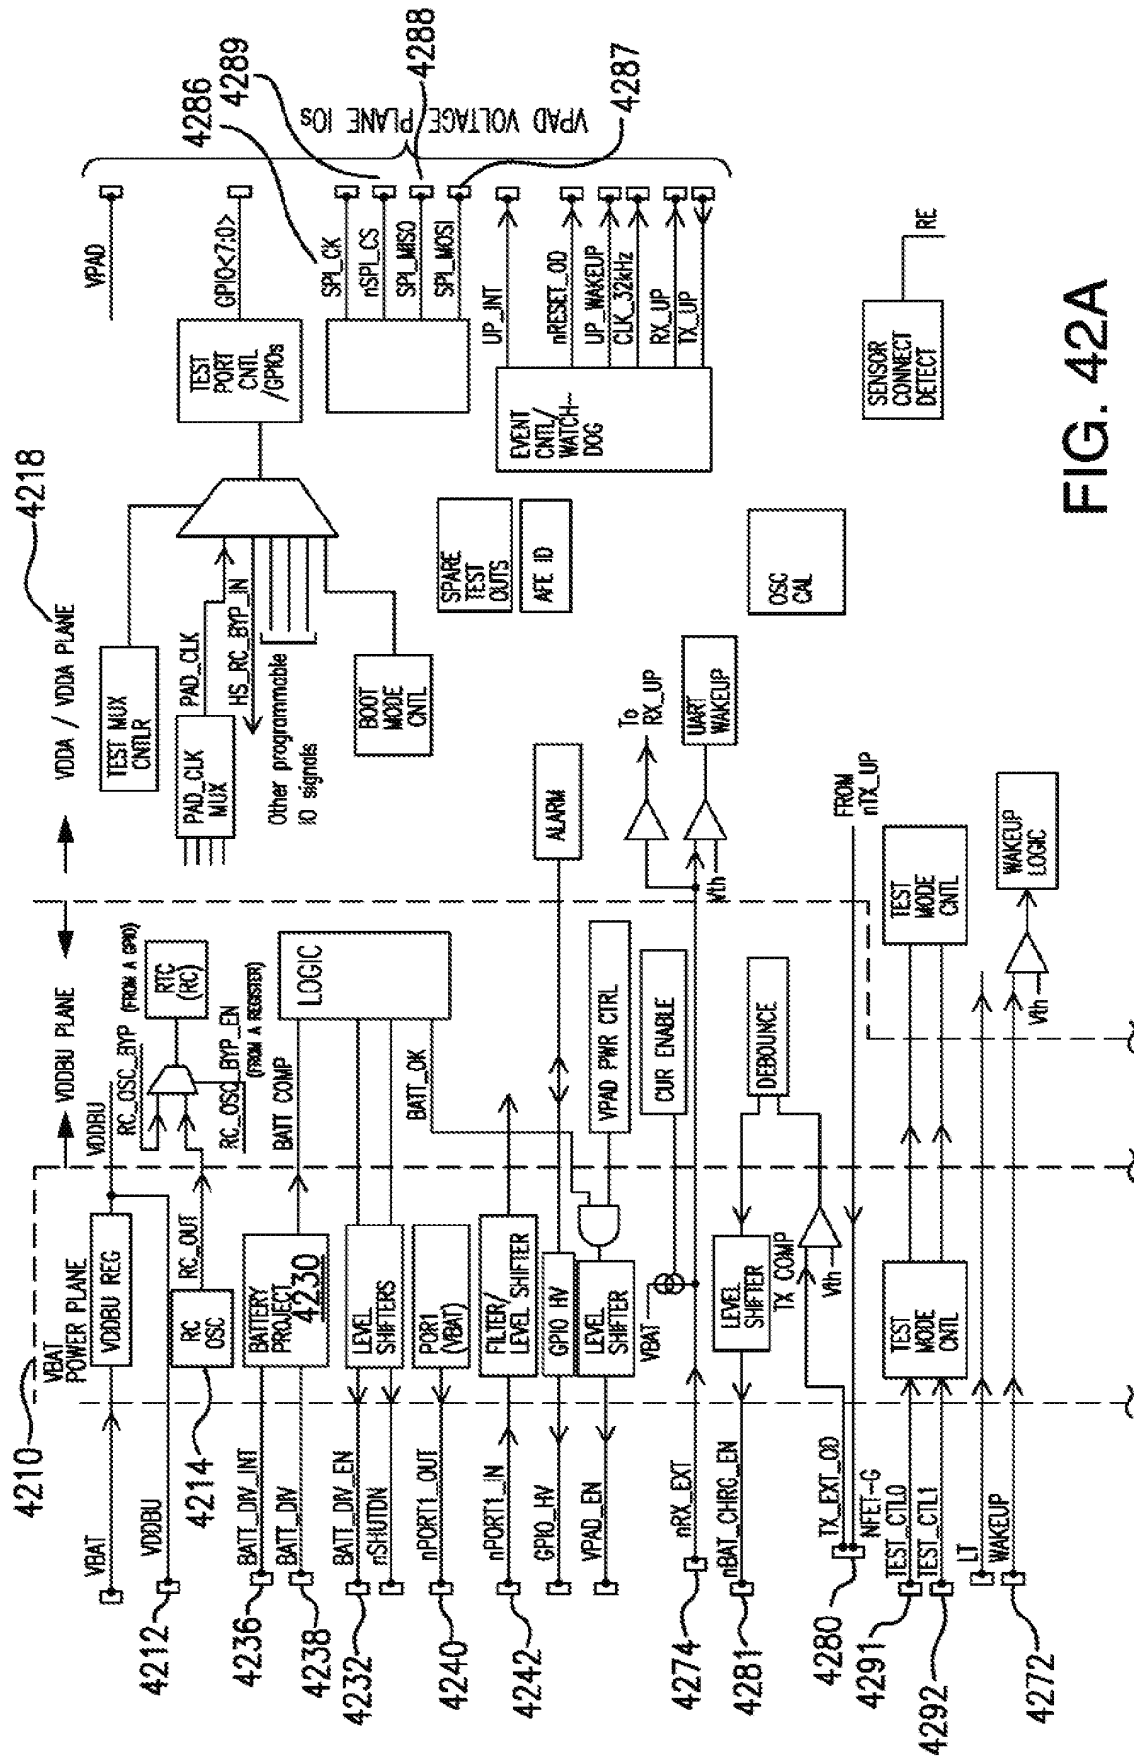 4210
VBAT
POWER PLANE
VDDBU PLANE
VDDA / VDDA PLANE
4218
VBAT
VDDBU REG
VDDBU
VDDBU
4212
RC
OSC
RC_OUT
4214
RC_OSC_BYP
(FROM A GPIO)
RTC
(RC)
RC_OSC_BYP_EN
(FROM A REGISTER)
TEST MUX
CNTLR
PAD_CLK
MUX
PAD_CLK
HS_RC_BYP_IN
Other programmable
I/O signals
BOOT
MODE
CNTL
TEST
PORT
CNTL
/GPIOs
VPAD
GPIO<7:0>
SPI_CK
nSPI_CS
SPI_MISO
SPI_MOSI
4286
4289
4288
4287
VPAD VOLTAGE PLANE IOs
4236
BATT_DIV_INT
4238
BATT_DIV
BATTERY
PROJECT
4230
BATT COMP
LOGIC
4232
BATT_DIV_EN
nSHUTDN
LEVEL
SHIFTERS
4240
nPORT1_OUT
POR1
(VBAT)
BATT_OK
4242
nPORT1_IN
FILTER/
LEVEL SHIFTER
GPIO_HV
GPIO HV
ALARM
VPAD_EN
LEVEL
SHIFTER
VPAD PWR CTRL
VBAT
CUR ENABLE
4274
nRX_EXT
To
RX_UP
Vth
UART
WAKEUP
SPARE
TEST
OUTS
AFE ID
EVENT
CNTL/
WATCH-
DOG
UP_INT
nRESET_OD
UP_WAKEUP
CLK_32kHz
RX_UP
TX_UP
4281
nBAT_CHRG_EN
LEVEL
SHIFTER
TX COMP
Vth
DEBOUNCE
OSC
CAL
4280
TX_EXT_OD
NFET-G
FROM
nTX_UP
4291
TEST_CTL0
4292
TEST_CTL1
TEST
MODE
CNTL
TEST
MODE
CNTL
SENSOR
CONNECT
DETECT
RE
LT
4272
WAKEUP
Vth
WAKEUP
LOGIC
FIG. 42A